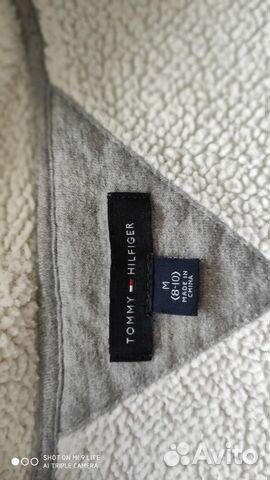 TOMMY HILFIGER
M
(8-10)
MADE IN
CHINA
SHOT ON MI 9 LITE
AI TRIPLE CAMERA
Avito